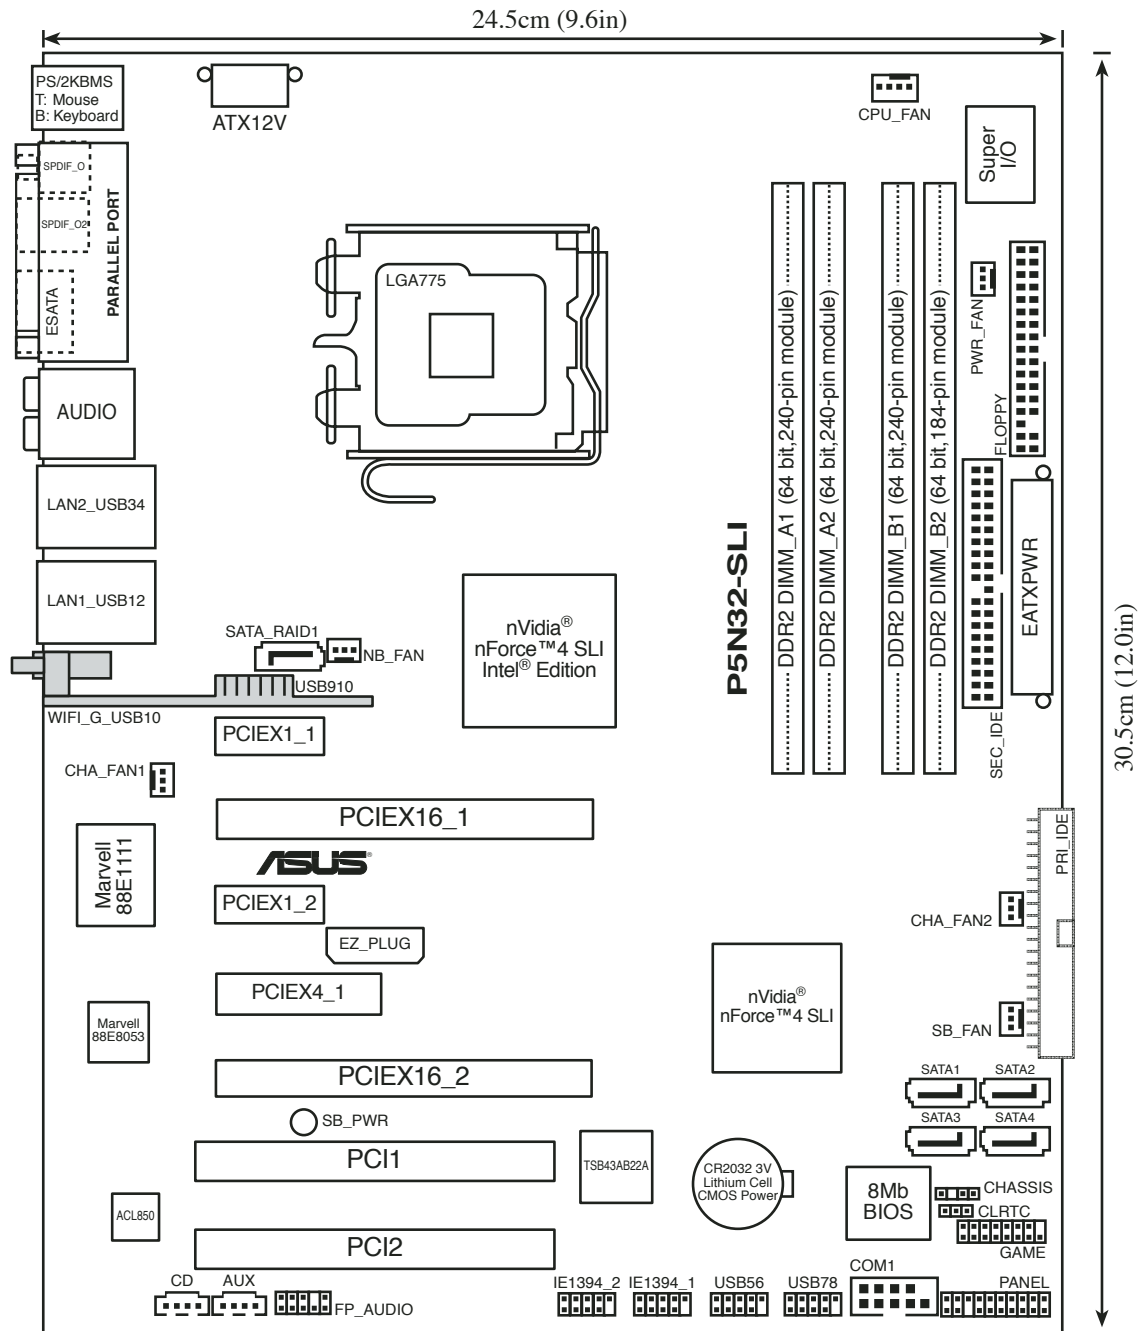 24.5cm (9.6in)
PS/2KBMS
T: Mouse
B: Keyboard
ATX12V
CPU_FAN
Super
I/O
SPDIF_O
SPDIF_O2
ESATA
PARALLEL PORT
LGA775
PWR_FAN
FLOPPY
DDR2 DIMM_A1 (64 bit,240-pin module)
DDR2 DIMM_A2 (64 bit,240-pin module)
DDR2 DIMM_B1 (64 bit,240-pin module)
DDR2 DIMM_B2 (64 bit,184-pin module)
AUDIO
LAN2_USB34
LAN1_USB12
P5N32-SLI
EATXPWR
SEC_IDE
30.5cm (12.0in)
nVidia®
nForce™4 SLI
Intel® Edition
SATA_RAID1
NB_FAN
USB910
WIFI_G_USB10
PCIEX1_1
CHA_FAN1
PCIEX16_1
PRI_IDE
Marvell
88E1111
ASUS®
PCIEX1_2
CHA_FAN2
EZ_PLUG
PCIEX4_1
nVidia®
nForce™4 SLI
Marvell
88E8053
SB_FAN
PCIEX16_2
SATA1
SATA2
SB_PWR
SATA3
SATA4
PCI1
TSB43AB22A
CR2032 3V
Lithium Cell
CMOS Power
8Mb
BIOS
CHASSIS
CLRTC
GAME
ACL850
PCI2
CD
AUX
FP_AUDIO
IE1394_2
IE1394_1
USB56
USB78
COM1
PANEL